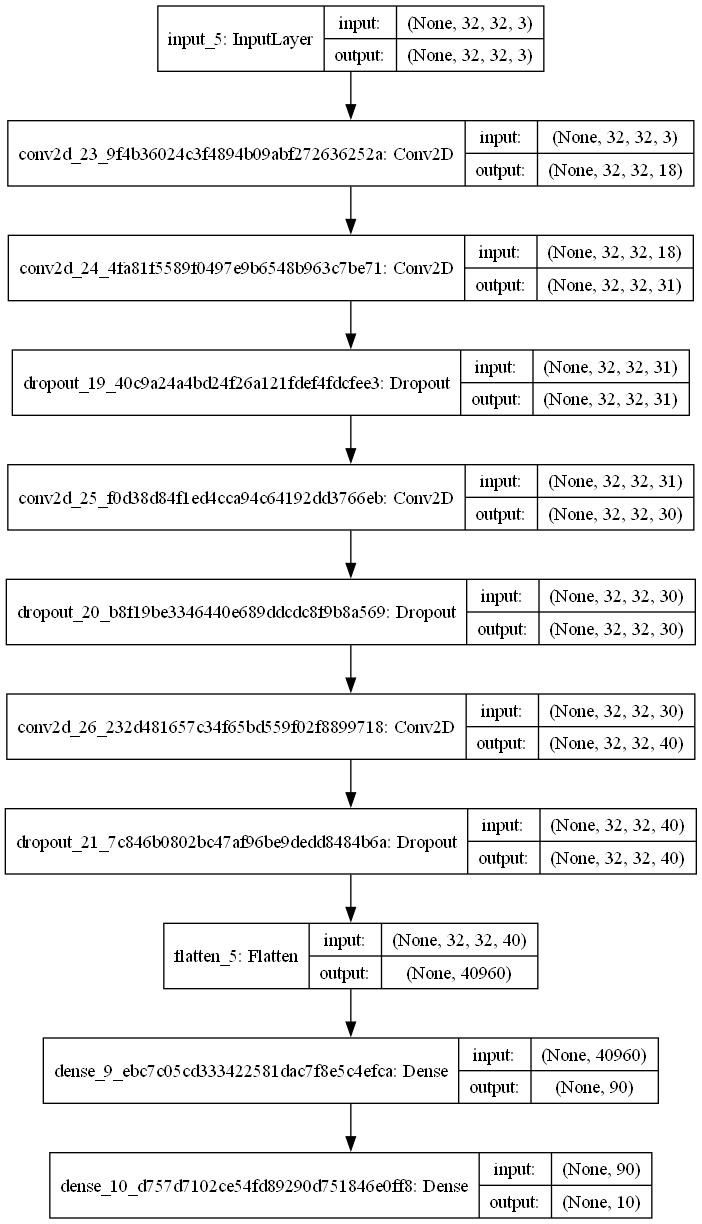 input_5: InputLayer
input: (None, 32, 32, 3)
output: (None, 32, 32, 3)
conv2d_23_9f4b36024c3f4894b09abf272636252a: Conv2D
input: (None, 32, 32, 3)
output: (None, 32, 32, 18)
conv2d_24_4fa81f5589f0497e9b6548b963c7be71: Conv2D
input: (None, 32, 32, 18)
output: (None, 32, 32, 31)
dropout_19_40c9a24a4bd24f26a121fdef4fdcfee3: Dropout
input: (None, 32, 32, 31)
output: (None, 32, 32, 31)
conv2d_25_f0d38d84f1ed4cca94c64192dd3766eb: Conv2D
input: (None, 32, 32, 31)
output: (None, 32, 32, 30)
dropout_20_b8f19be3346440e689ddcdc8f9b8a569: Dropout
input: (None, 32, 32, 30)
output: (None, 32, 32, 30)
conv2d_26_232d481657c34f65bd559f02f8899718: Conv2D
input: (None, 32, 32, 30)
output: (None, 32, 32, 40)
dropout_21_7c846b0802bc47af96be9dedd8484b6a: Dropout
input: (None, 32, 32, 40)
output: (None, 32, 32, 40)
flatten_5: Flatten
input: (None, 32, 32, 40)
output: (None, 40960)
dense_9_ebc7c05cd333422581dac7f8e5c4efca: Dense
input: (None, 40960)
output: (None, 90)
dense_10_d757d7102ce54fd89290d751846e0ff8: Dense
input: (None, 90)
output: (None, 10)